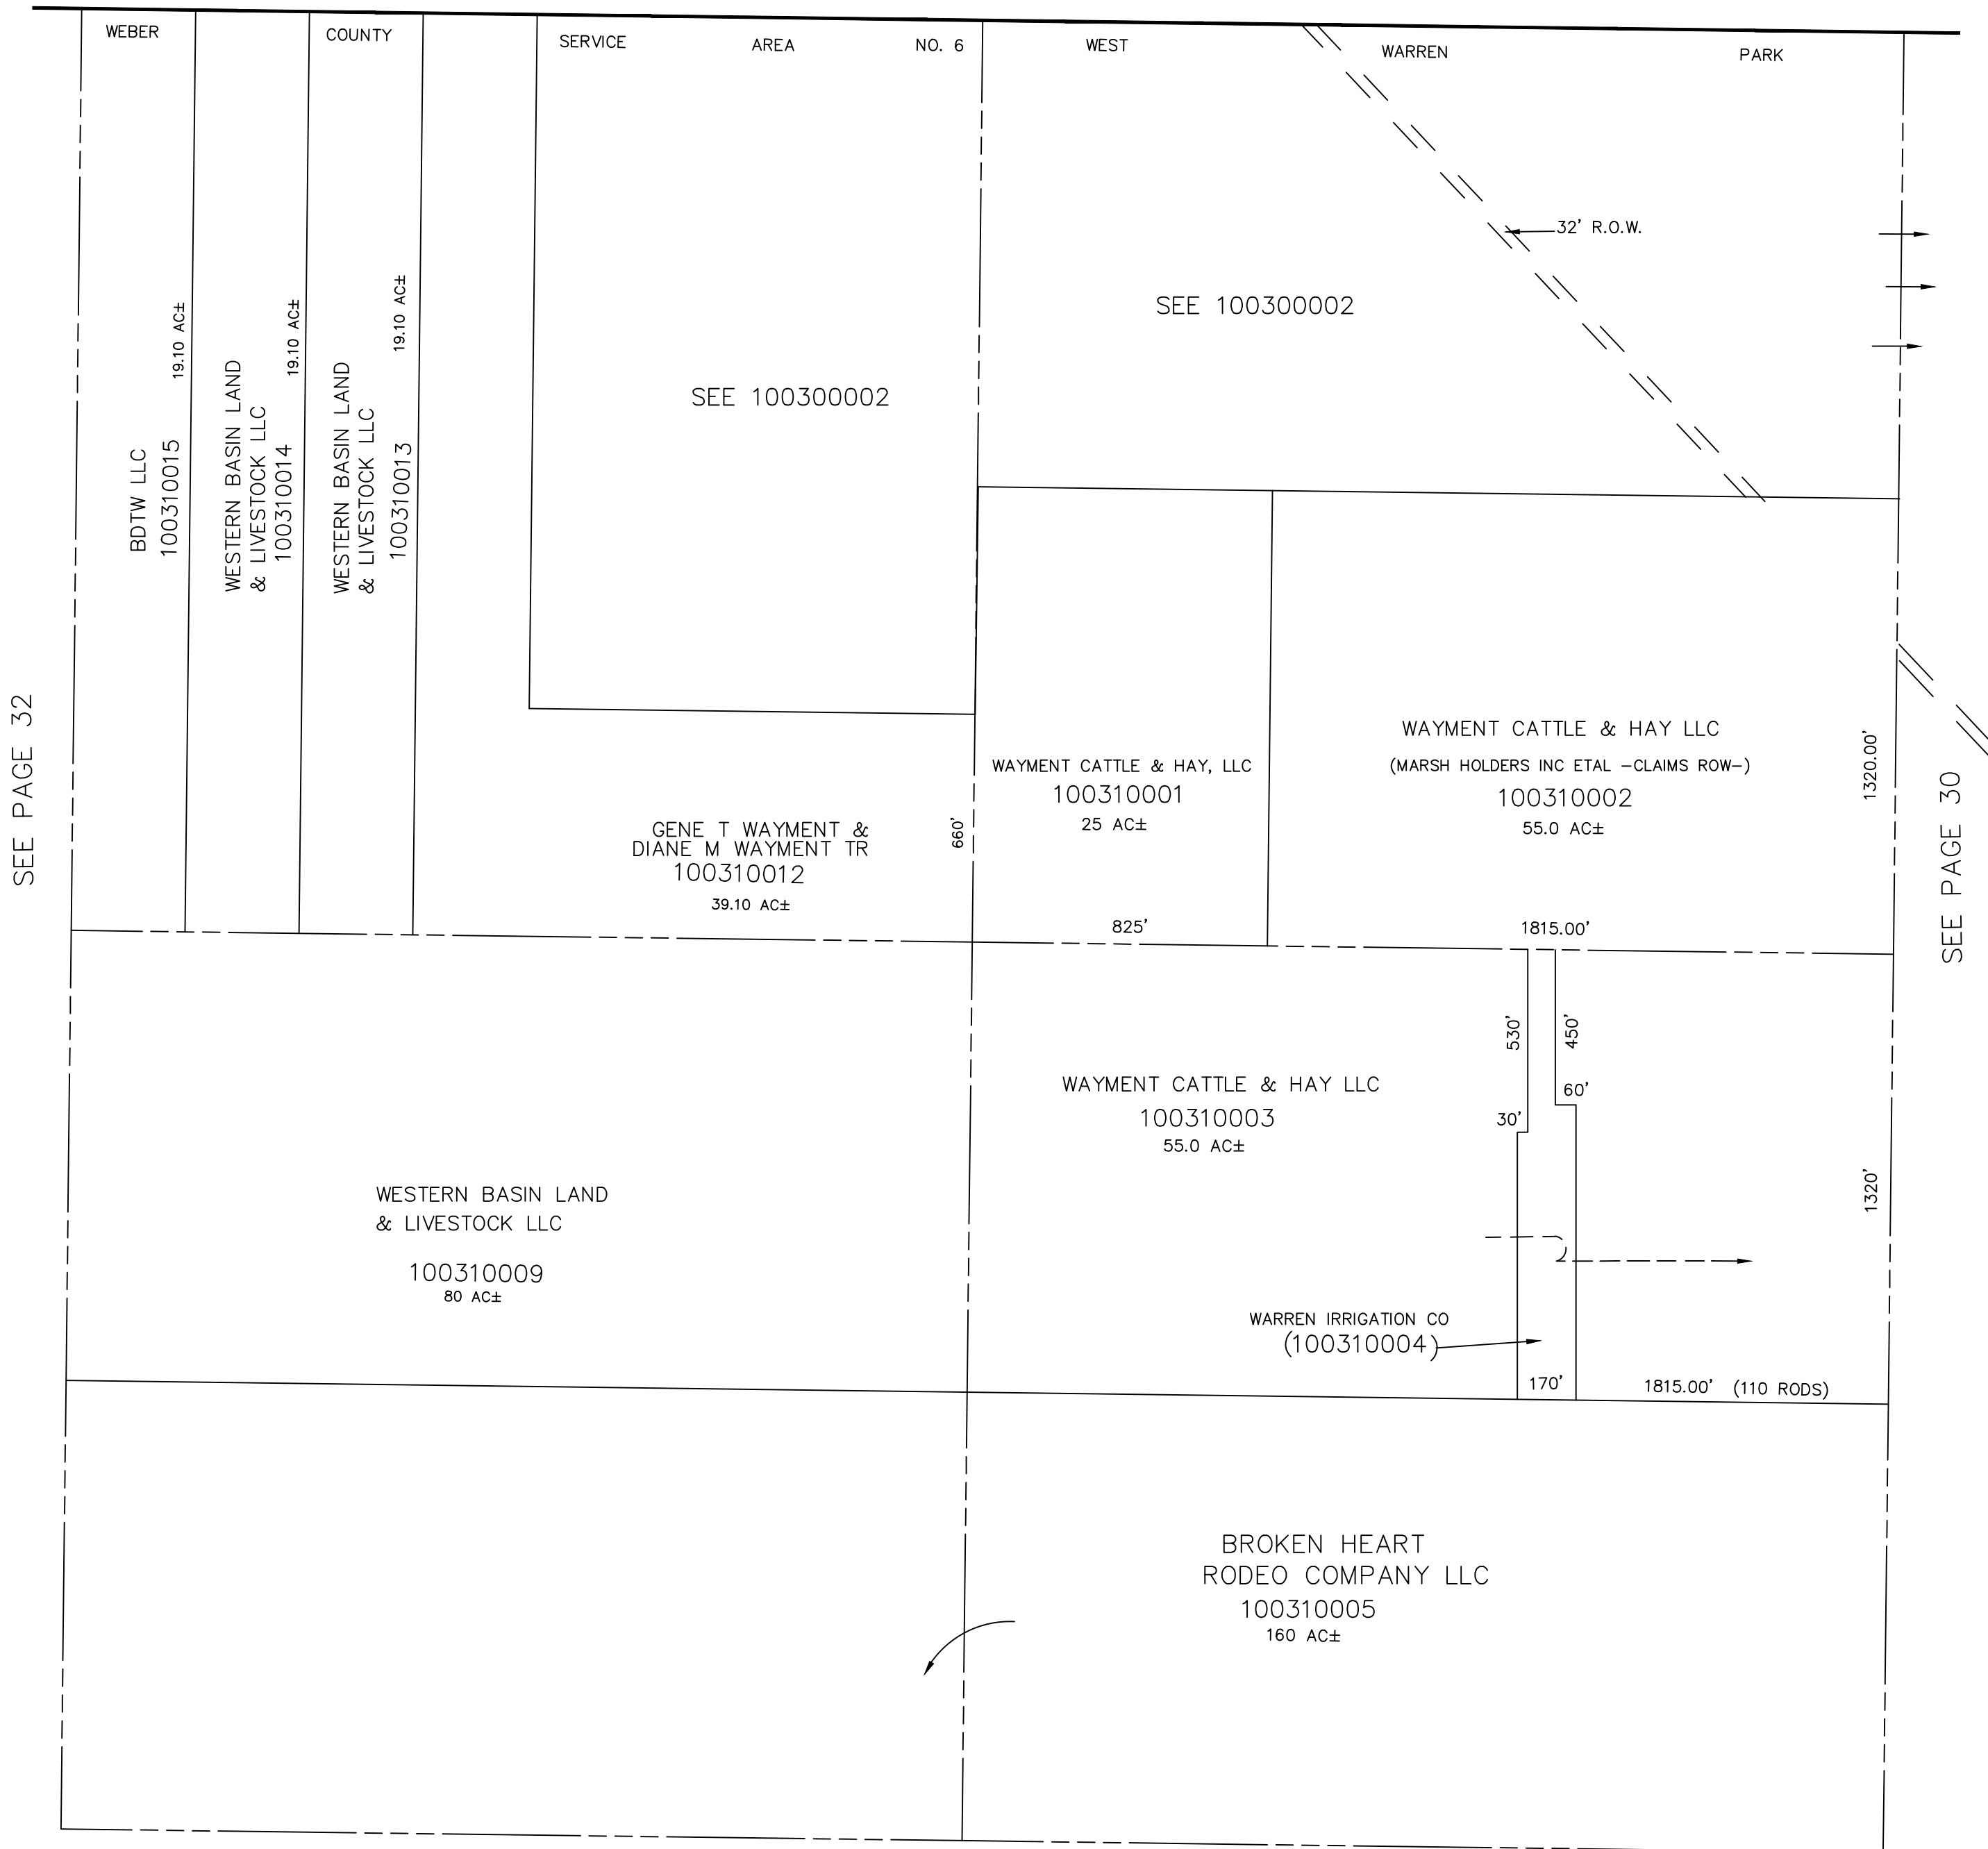 WEBER
COUNTY
SERVICE
AREA
NO. 6
WEST
WARREN
PARK
32' R.O.W.
SEE 100300002
SEE 100300002
BDTW LLC
100310015
19.10 AC±
WESTERN BASIN LAND
& LIVESTOCK LLC
100310014
19.10 AC±
WESTERN BASIN LAND
& LIVESTOCK LLC
100310013
19.10 AC±
SEE PAGE 32
GENE T WAYMENT &
DIANE M WAYMENT TR
100310012
39.10 AC±
660'
WAYMENT CATTLE & HAY, LLC
100310001
25 AC±
825'
WAYMENT CATTLE & HAY LLC
(MARSH HOLDERS INC ETAL -CLAIMS ROW-)
100310002
55.0 AC±
1320.00'
1815.00'
SEE PAGE 30
WAYMENT CATTLE & HAY LLC
100310003
55.0 AC±
530'
450'
60'
30'
1320'
WESTERN BASIN LAND
& LIVESTOCK LLC
100310009
80 AC±
WARREN IRRIGATION CO
(100310004)
170'
1815.00' (110 RODS)
BROKEN HEART
RODEO COMPANY LLC
100310005
160 AC±